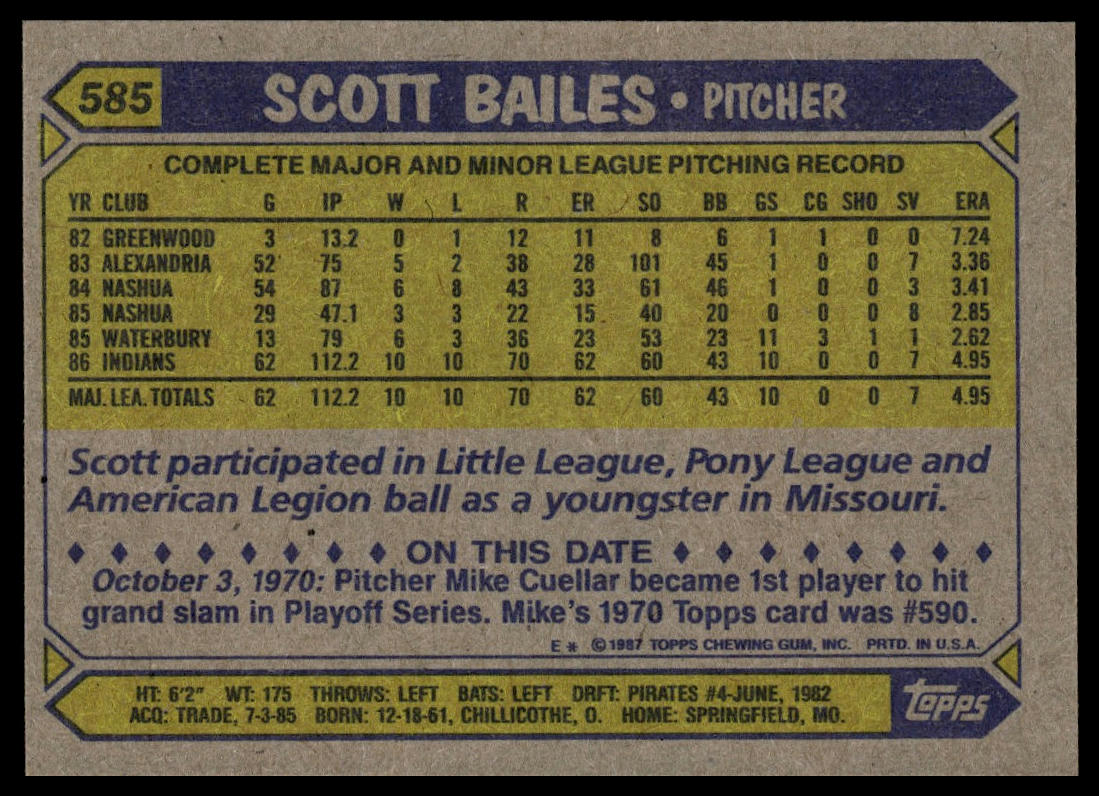 585 SCOTT BAILES • PITCHER
COMPLETE MAJOR AND MINOR LEAGUE PITCHING RECORD
YR CLUB G IP W L R ER SO BB GS CG SHO SV ERA
82 GREENWOOD 3 13.2 0 1 12 11 8 6 1 1 0 0 7.24
83 ALEXANDRIA 52 75 5 2 38 28 101 45 1 0 0 7 3.36
84 NASHUA 54 87 6 8 43 33 61 46 1 0 0 3 3.41
85 NASHUA 29 47.1 3 3 22 15 40 20 0 0 0 8 2.85
85 WATERBURY 13 79 6 3 36 23 53 23 11 3 1 1 2.62
86 INDIANS 62 112.2 10 10 70 62 60 43 10 0 0 7 4.95
MAJ. LEA. TOTALS 62 112.2 10 10 70 62 60 43 10 0 0 7 4.95
Scott participated in Little League, Pony League and
American Legion ball as a youngster in Missouri.
♦ ♦ ♦ ♦ ♦ ♦ ♦ ♦ ON THIS DATE ♦ ♦ ♦ ♦ ♦ ♦ ♦ ♦
October 3, 1970: Pitcher Mike Cuellar became 1st player to hit
grand slam in Playoff Series. Mike's 1970 Topps card was #590.
E * © 1987 TOPPS CHEWING GUM, INC. PRTD. IN U.S.A.
HT: 6'2" WT: 175 THROWS: LEFT BATS: LEFT DRFT: PIRATES #4-JUNE, 1982
ACQ: TRADE, 7-3-85 BORN: 12-18-61, CHILLICOTHE, O. HOME: SPRINGFIELD, MO.
topps